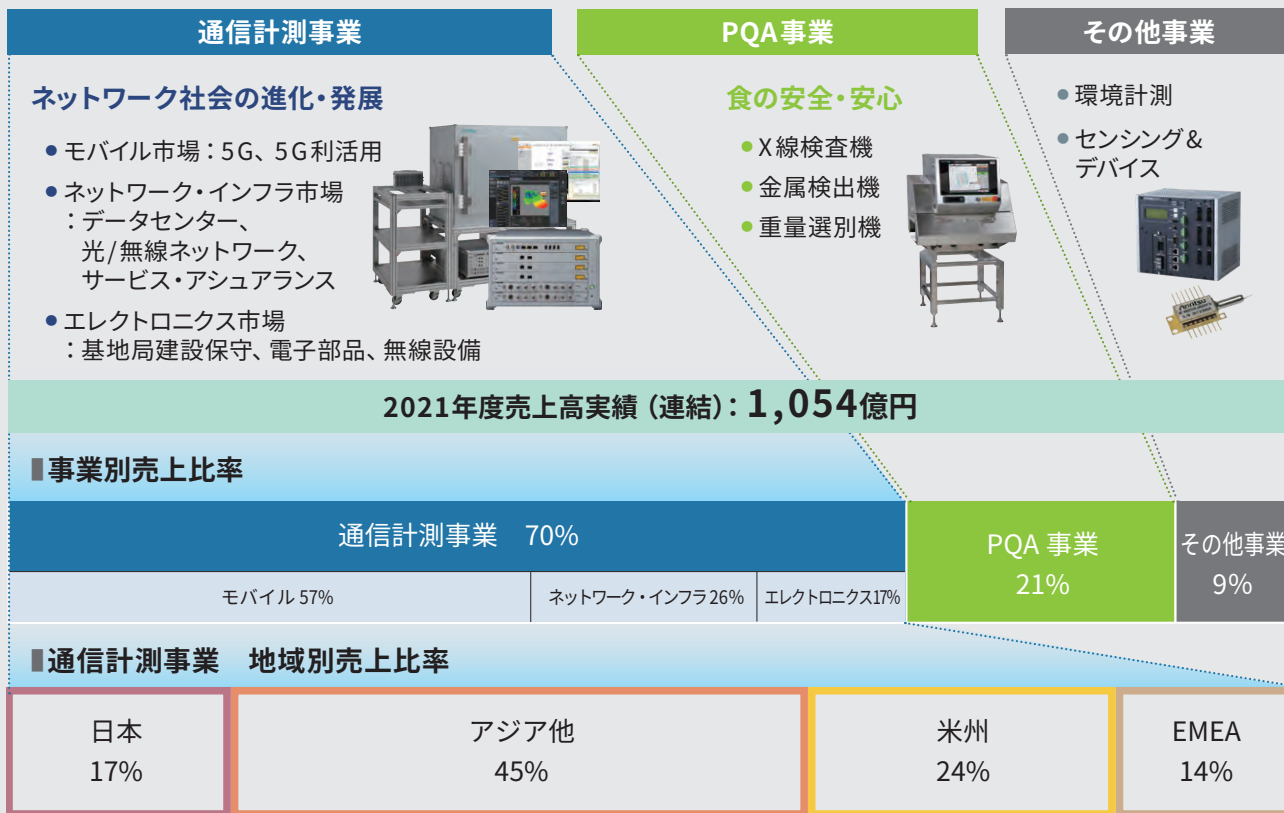 通信計測事業
PQA事業
その他事業
ネットワーク社会の進化・発展
● モバイル市場：5G、5G利活用
● ネットワーク・インフラ市場
：データセンター、
光/無線ネットワーク、
サービス・アシュアランス
● エレクトロニクス市場
：基地局建設保守、電子部品、無線設備
食の安全・安心
● X線検査機
● 金属検出機
● 重量選別機
● 環境計測
● センシング＆
デバイス
Anritsu
2021年度売上高実績（連結）：1,054億円
■事業別売上比率
通信計測事業　70%
PQA 事業
21%
その他事業
9%
モバイル 57%
ネットワーク・インフラ 26%
エレクトロニクス17%
■通信計測事業　地域別売上比率
日本
17%
アジア他
45%
米州
24%
EMEA
14%